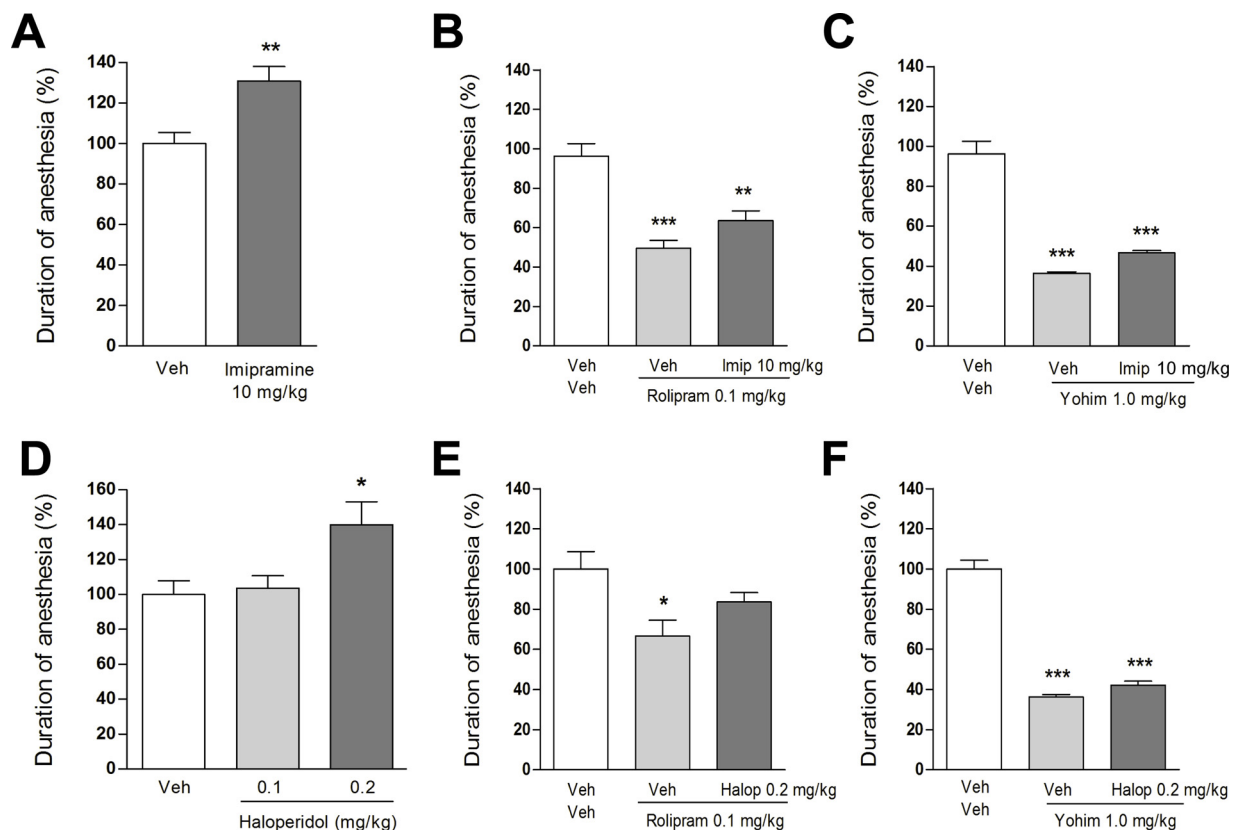 A
Duration of anesthesia (%)
140
120
100
80
60
40
20
0
**
Veh
Imipramine
10 mg/kg
B
Duration of anesthesia (%)
140
120
100
80
60
40
20
0
***
**
Veh Veh Imip 10 mg/kg
Veh
Rolipram 0.1 mg/kg
C
Duration of anesthesia (%)
140
120
100
80
60
40
20
0
***
***
Veh Veh Imip 10 mg/kg
Veh
Yohim 1.0 mg/kg
D
Duration of anesthesia (%)
160
140
120
100
80
60
40
20
0
*
Veh 0.1 0.2
Haloperidol (mg/kg)
E
Duration of anesthesia (%)
140
120
100
80
60
40
20
0
*
Veh Veh Halop 0.2 mg/kg
Veh
Rolipram 0.1 mg/kg
F
Duration of anesthesia (%)
140
120
100
80
60
40
20
0
***
***
Veh Veh Halop 0.2 mg/kg
Veh
Yohim 1.0 mg/kg